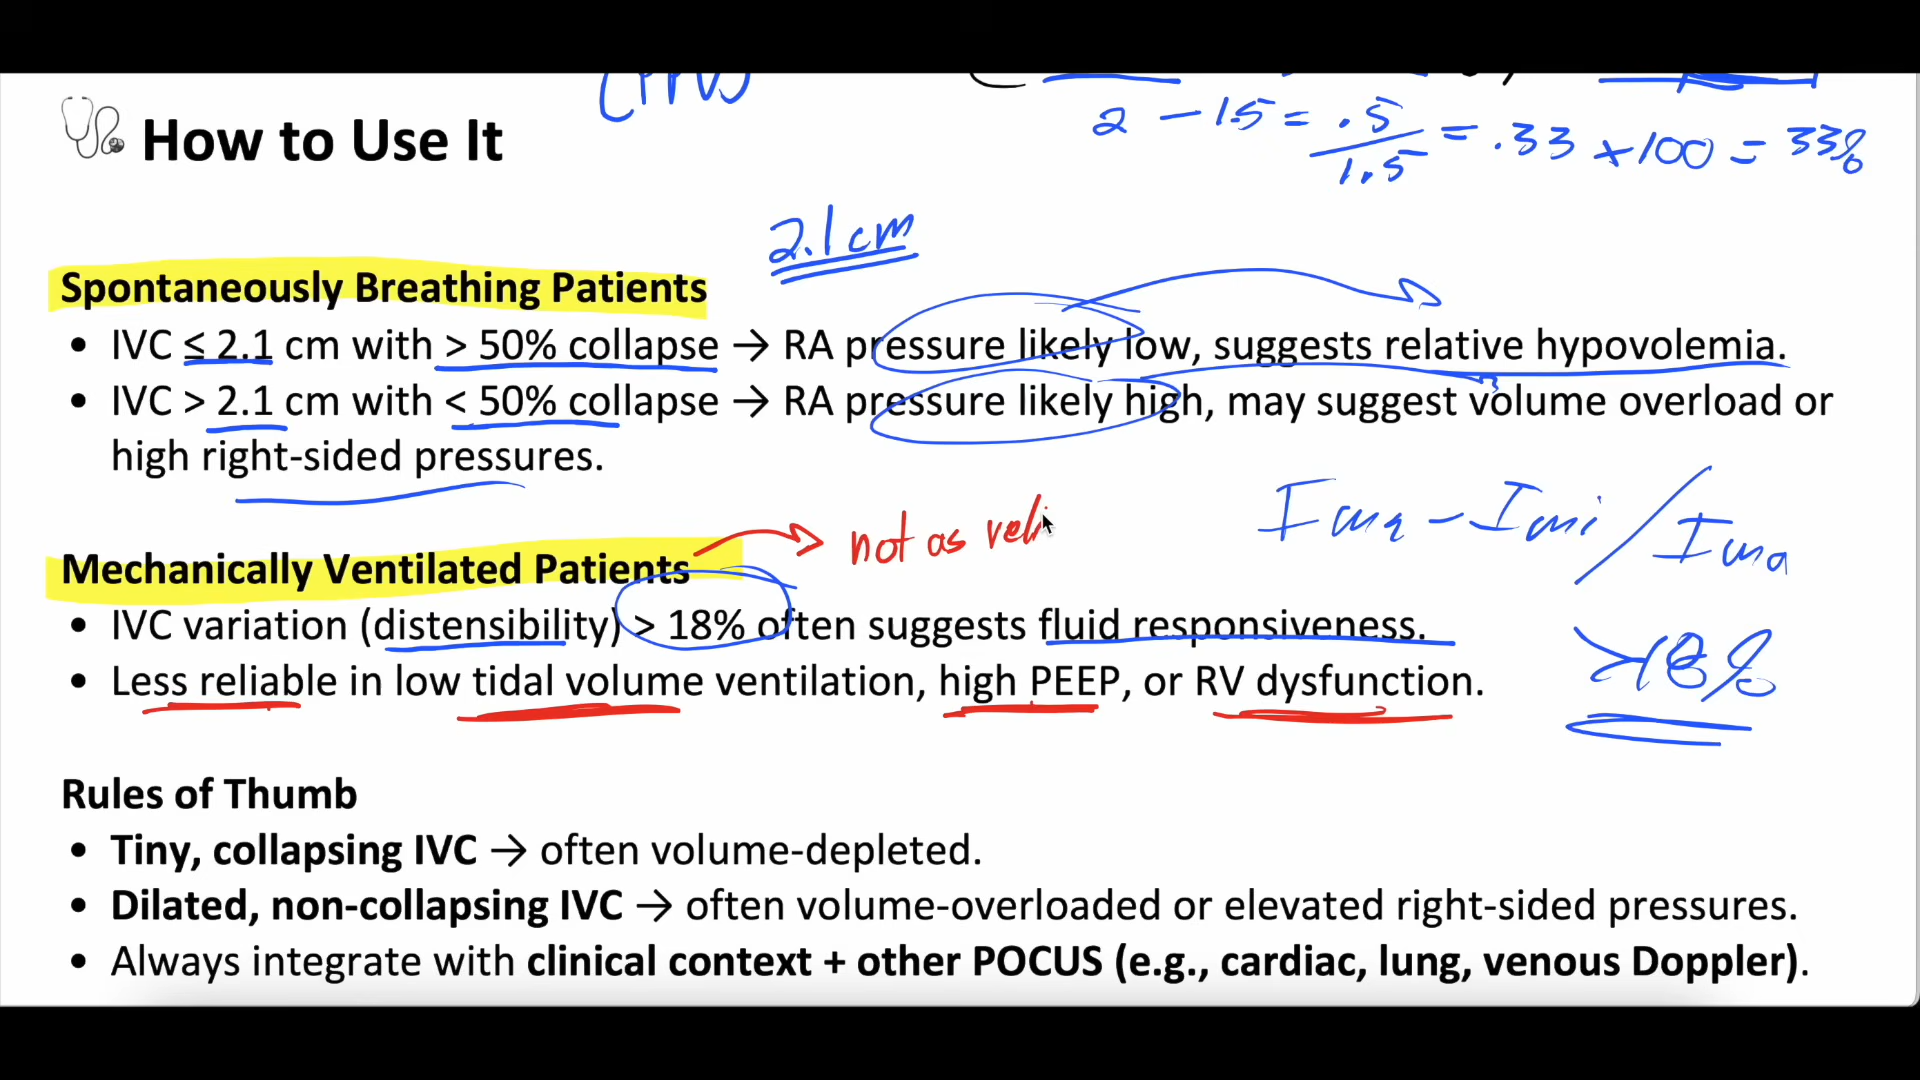 (PPV)
2 - 1.5 = .5 / 1.5 = .33 x 100 = 33%
How to Use It
2.1 cm
Spontaneously Breathing Patients
• IVC ≤ 2.1 cm with > 50% collapse → RA pressure likely low, suggests relative hypovolemia.
• IVC > 2.1 cm with < 50% collapse → RA pressure likely high, may suggest volume overload or
high right-sided pressures.
I ma - I mi / I ma
not as reli
Mechanically Ventilated Patients
• IVC variation (distensibility) > 18% often suggests fluid responsiveness.
>18%
• Less reliable in low tidal volume ventilation, high PEEP, or RV dysfunction.
Rules of Thumb
• Tiny, collapsing IVC → often volume-depleted.
• Dilated, non-collapsing IVC → often volume-overloaded or elevated right-sided pressures.
• Always integrate with clinical context + other POCUS (e.g., cardiac, lung, venous Doppler).